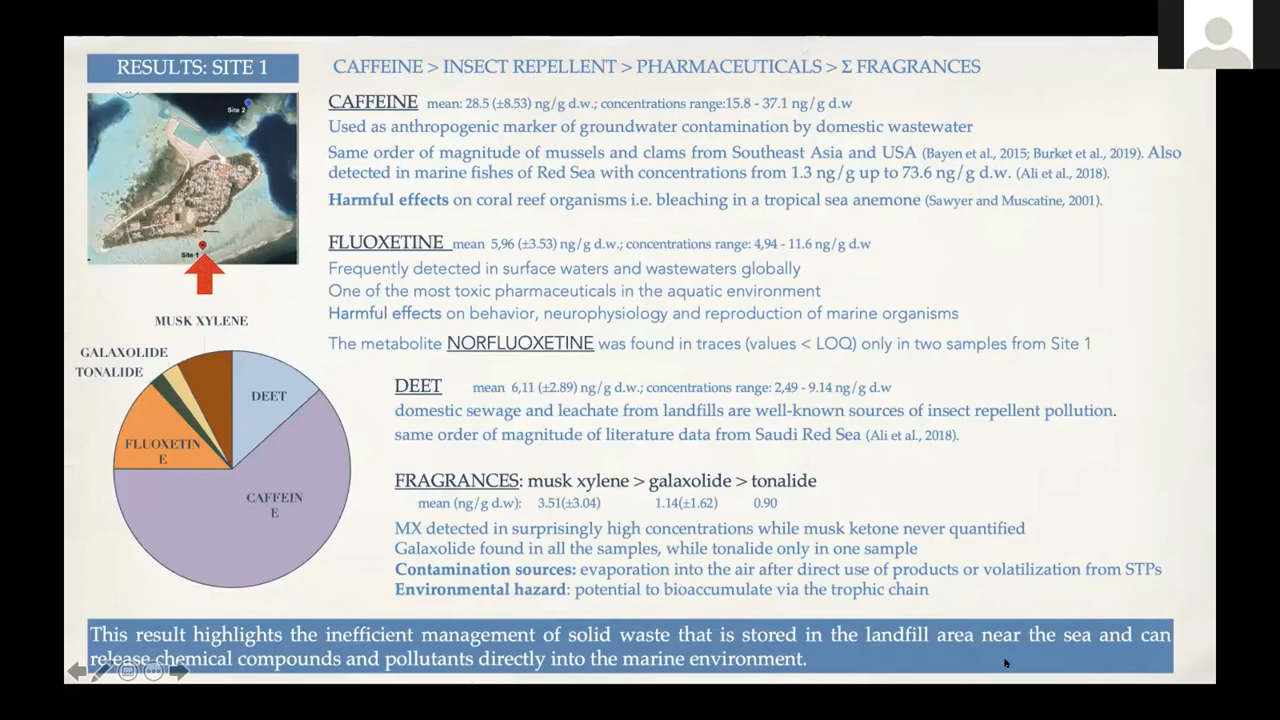 RESULTS: SITE 1
CAFFEINE > INSECT REPELLENT > PHARMACEUTICALS > Σ FRAGRANCES
Site 2
Site 1
CAFFEINE mean: 28.5 (±8.53) ng/g d.w.; concentrations range:15.8 - 37.1 ng/g d.w
Used as anthropogenic marker of groundwater contamination by domestic wastewater
Same order of magnitude of mussels and clams from Southeast Asia and USA (Bayen et al., 2015; Burket et al., 2019). Also
detected in marine fishes of Red Sea with concentrations from 1.3 ng/g up to 73.6 ng/g d.w. (Ali et al., 2018).
Harmful effects on coral reef organisms i.e. bleaching in a tropical sea anemone (Sawyer and Muscatine, 2001).
FLUOXETINE mean 5,96 (±3.53) ng/g d.w.; concentrations range: 4,94 - 11.6 ng/g d.w
Frequently detected in surface waters and wastewaters globally
One of the most toxic pharmaceuticals in the aquatic environment
Harmful effects on behavior, neurophysiology and reproduction of marine organisms
The metabolite NORFLUOXETINE was found in traces (values < LOQ) only in two samples from Site 1
MUSK XYLENE
GALAXOLIDE
TONALIDE
DEET
FLUOXETIN
E
CAFFEIN
E
DEET mean 6,11 (±2.89) ng/g d.w.; concentrations range: 2,49 - 9.14 ng/g d.w
domestic sewage and leachate from landfills are well-known sources of insect repellent pollution.
same order of magnitude of literature data from Saudi Red Sea (Ali et al., 2018).
FRAGRANCES: musk xylene > galaxolide > tonalide
mean (ng/g d.w): 3.51(±3.04) 1.14(±1.62) 0.90
MX detected in surprisingly high concentrations while musk ketone never quantified
Galaxolide found in all the samples, while tonalide only in one sample
Contamination sources: evaporation into the air after direct use of products or volatilization from STPs
Environmental hazard: potential to bioaccumulate via the trophic chain
This result highlights the inefficient management of solid waste that is stored in the landfill area near the sea and can
release chemical compounds and pollutants directly into the marine environment.